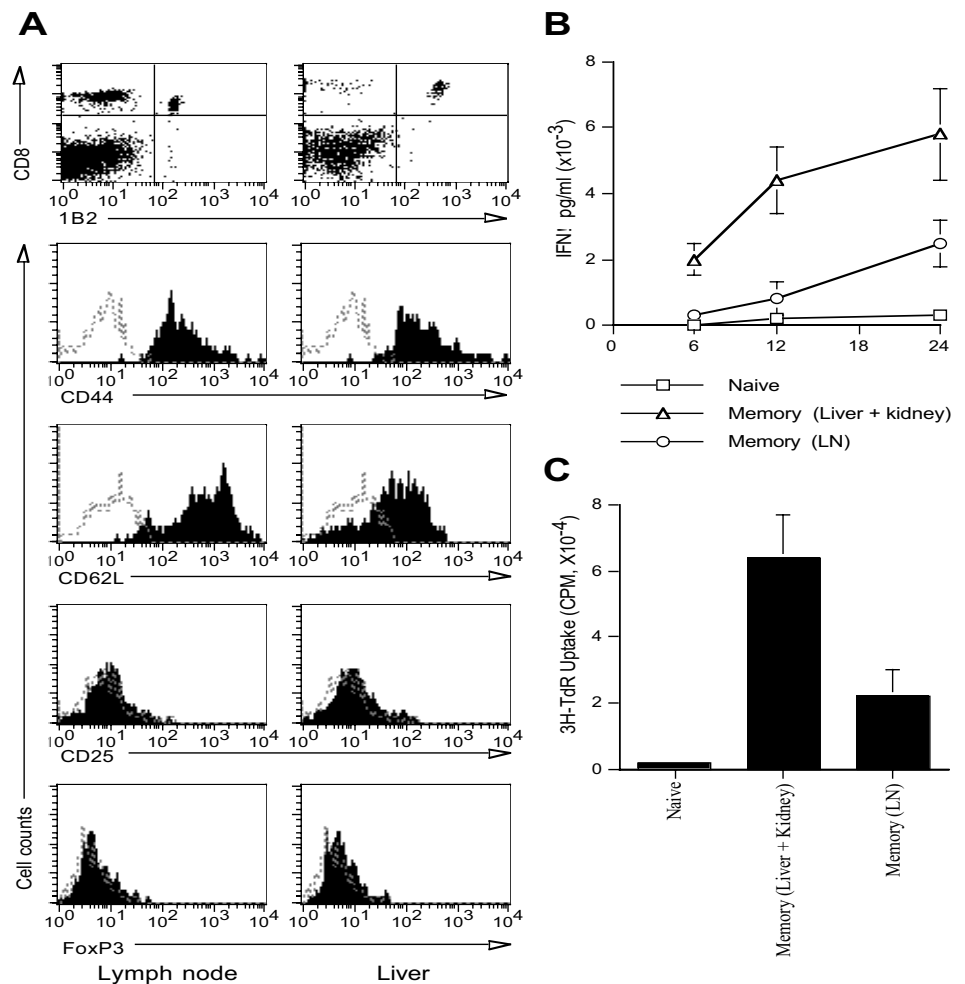 A
CD8
10⁰ 10¹ 10² 10³ 10⁴ 10⁰ 10¹ 10² 10³ 10⁴
1B2
10⁰ 10¹ 10² 10³ 10⁴ 10⁰ 10¹ 10² 10³ 10⁴
CD44
10⁰ 10¹ 10² 10³ 10⁴ 10⁰ 10¹ 10² 10³ 10⁴
CD62L
10⁰ 10¹ 10² 10³ 10⁴ 10⁰ 10¹ 10² 10³ 10⁴
CD25
10⁰ 10¹ 10² 10³ 10⁴ 10⁰ 10¹ 10² 10³ 10⁴
FoxP3
Cell counts
Lymph node Liver
B
IFN! pg/ml (x10⁻³)
8
6
4
2
0
0 6 12 18 24
Naive
Memory (Liver + kidney)
Memory (LN)
C
3H-TdR Uptake (CPM, X10⁻⁴)
8
6
4
2
0
Naive
Memory (Liver + Kidney)
Memory (LN)